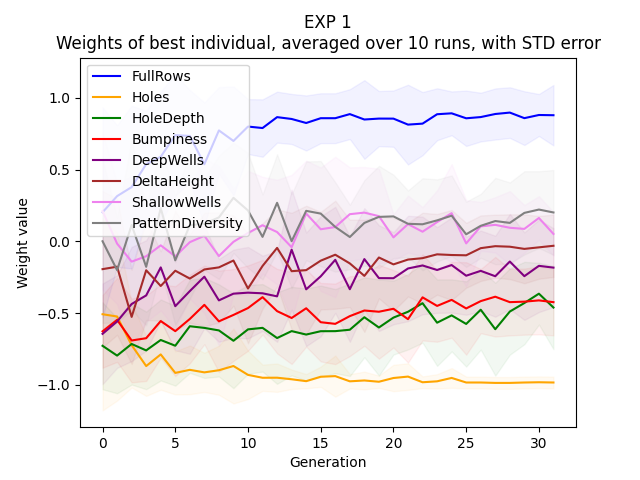 EXP 1
Weights of best individual, averaged over 10 runs, with STD error
FullRows
Holes
HoleDepth
Bumpiness
DeepWells
DeltaHeight
ShallowWells
PatternDiversity
Weight value
1.0
0.5
0.0
−0.5
−1.0
0 5 10 15 20 25 30
Generation